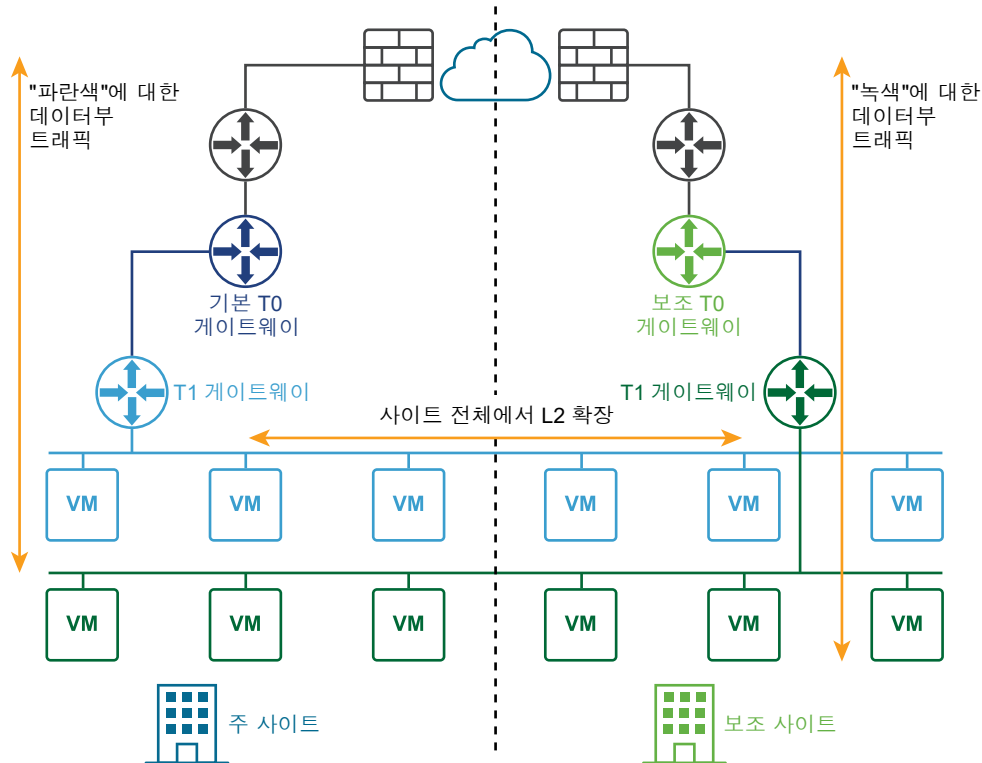 "파란색"에 대한
데이터부
트래픽
"녹색"에 대한
데이터부
트래픽
기본 T0
게이트웨이
보조 T0
게이트웨이
T1 게이트웨이
T1 게이트웨이
사이트 전체에서 L2 확장
VM
VM
VM
VM
VM
VM
VM
VM
VM
VM
VM
VM
주 사이트
보조 사이트